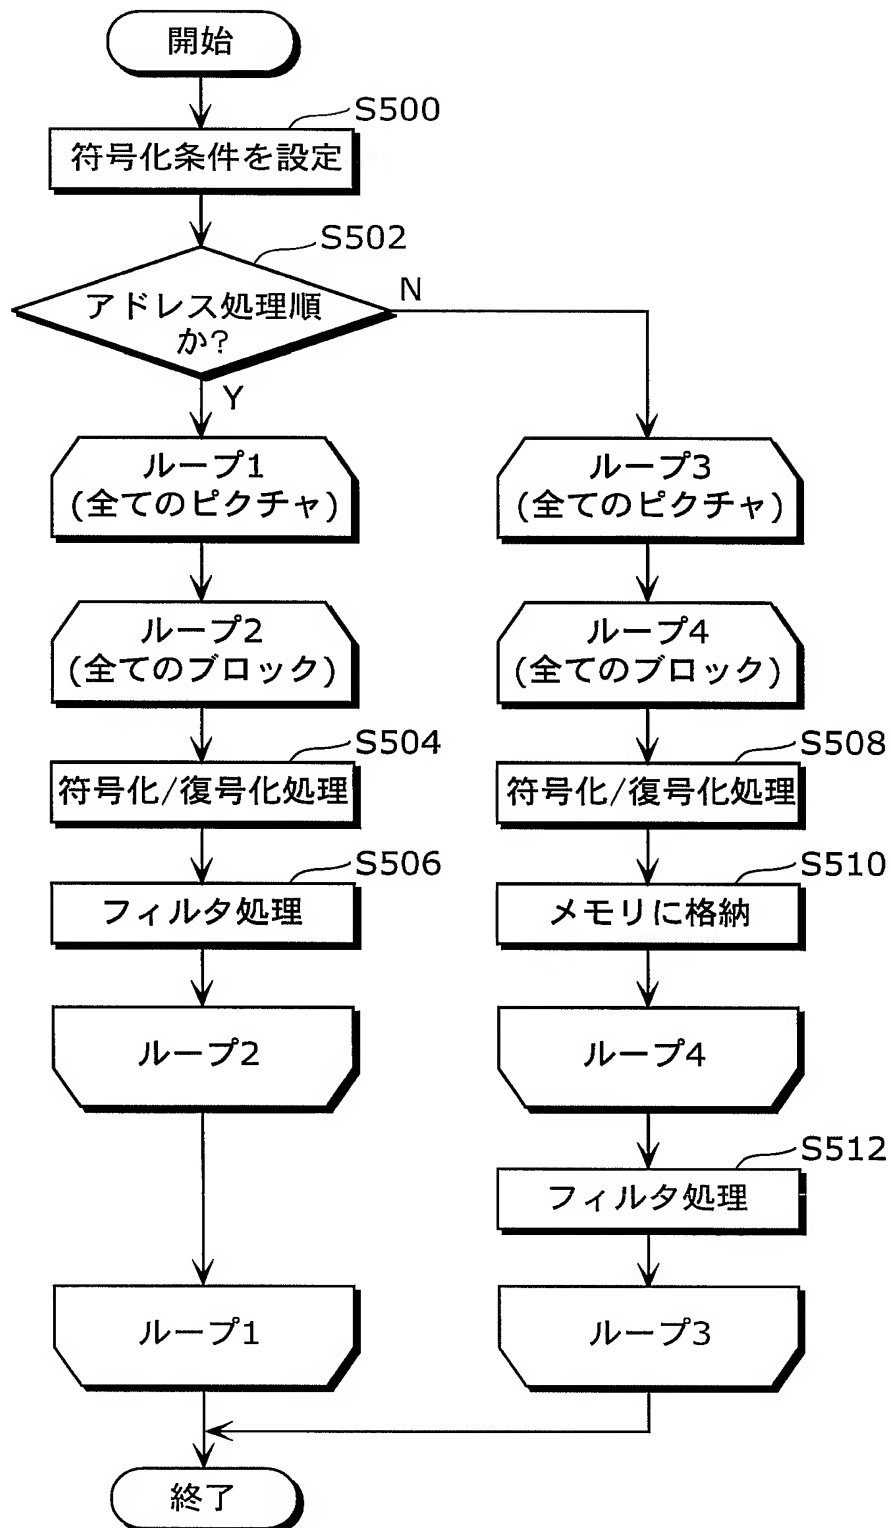 開始
S500
符号化条件を設定
S502
アドレス処理順
か?
N
Y
ループ1
(全てのピクチャ)
ループ3
(全てのピクチャ)
ループ2
(全てのブロック)
ループ4
(全てのブロック)
S504
符号化/復号化処理
S508
符号化/復号化処理
S506
フィルタ処理
S510
メモリに格納
ループ2
ループ4
S512
フィルタ処理
ループ1
ループ3
終了